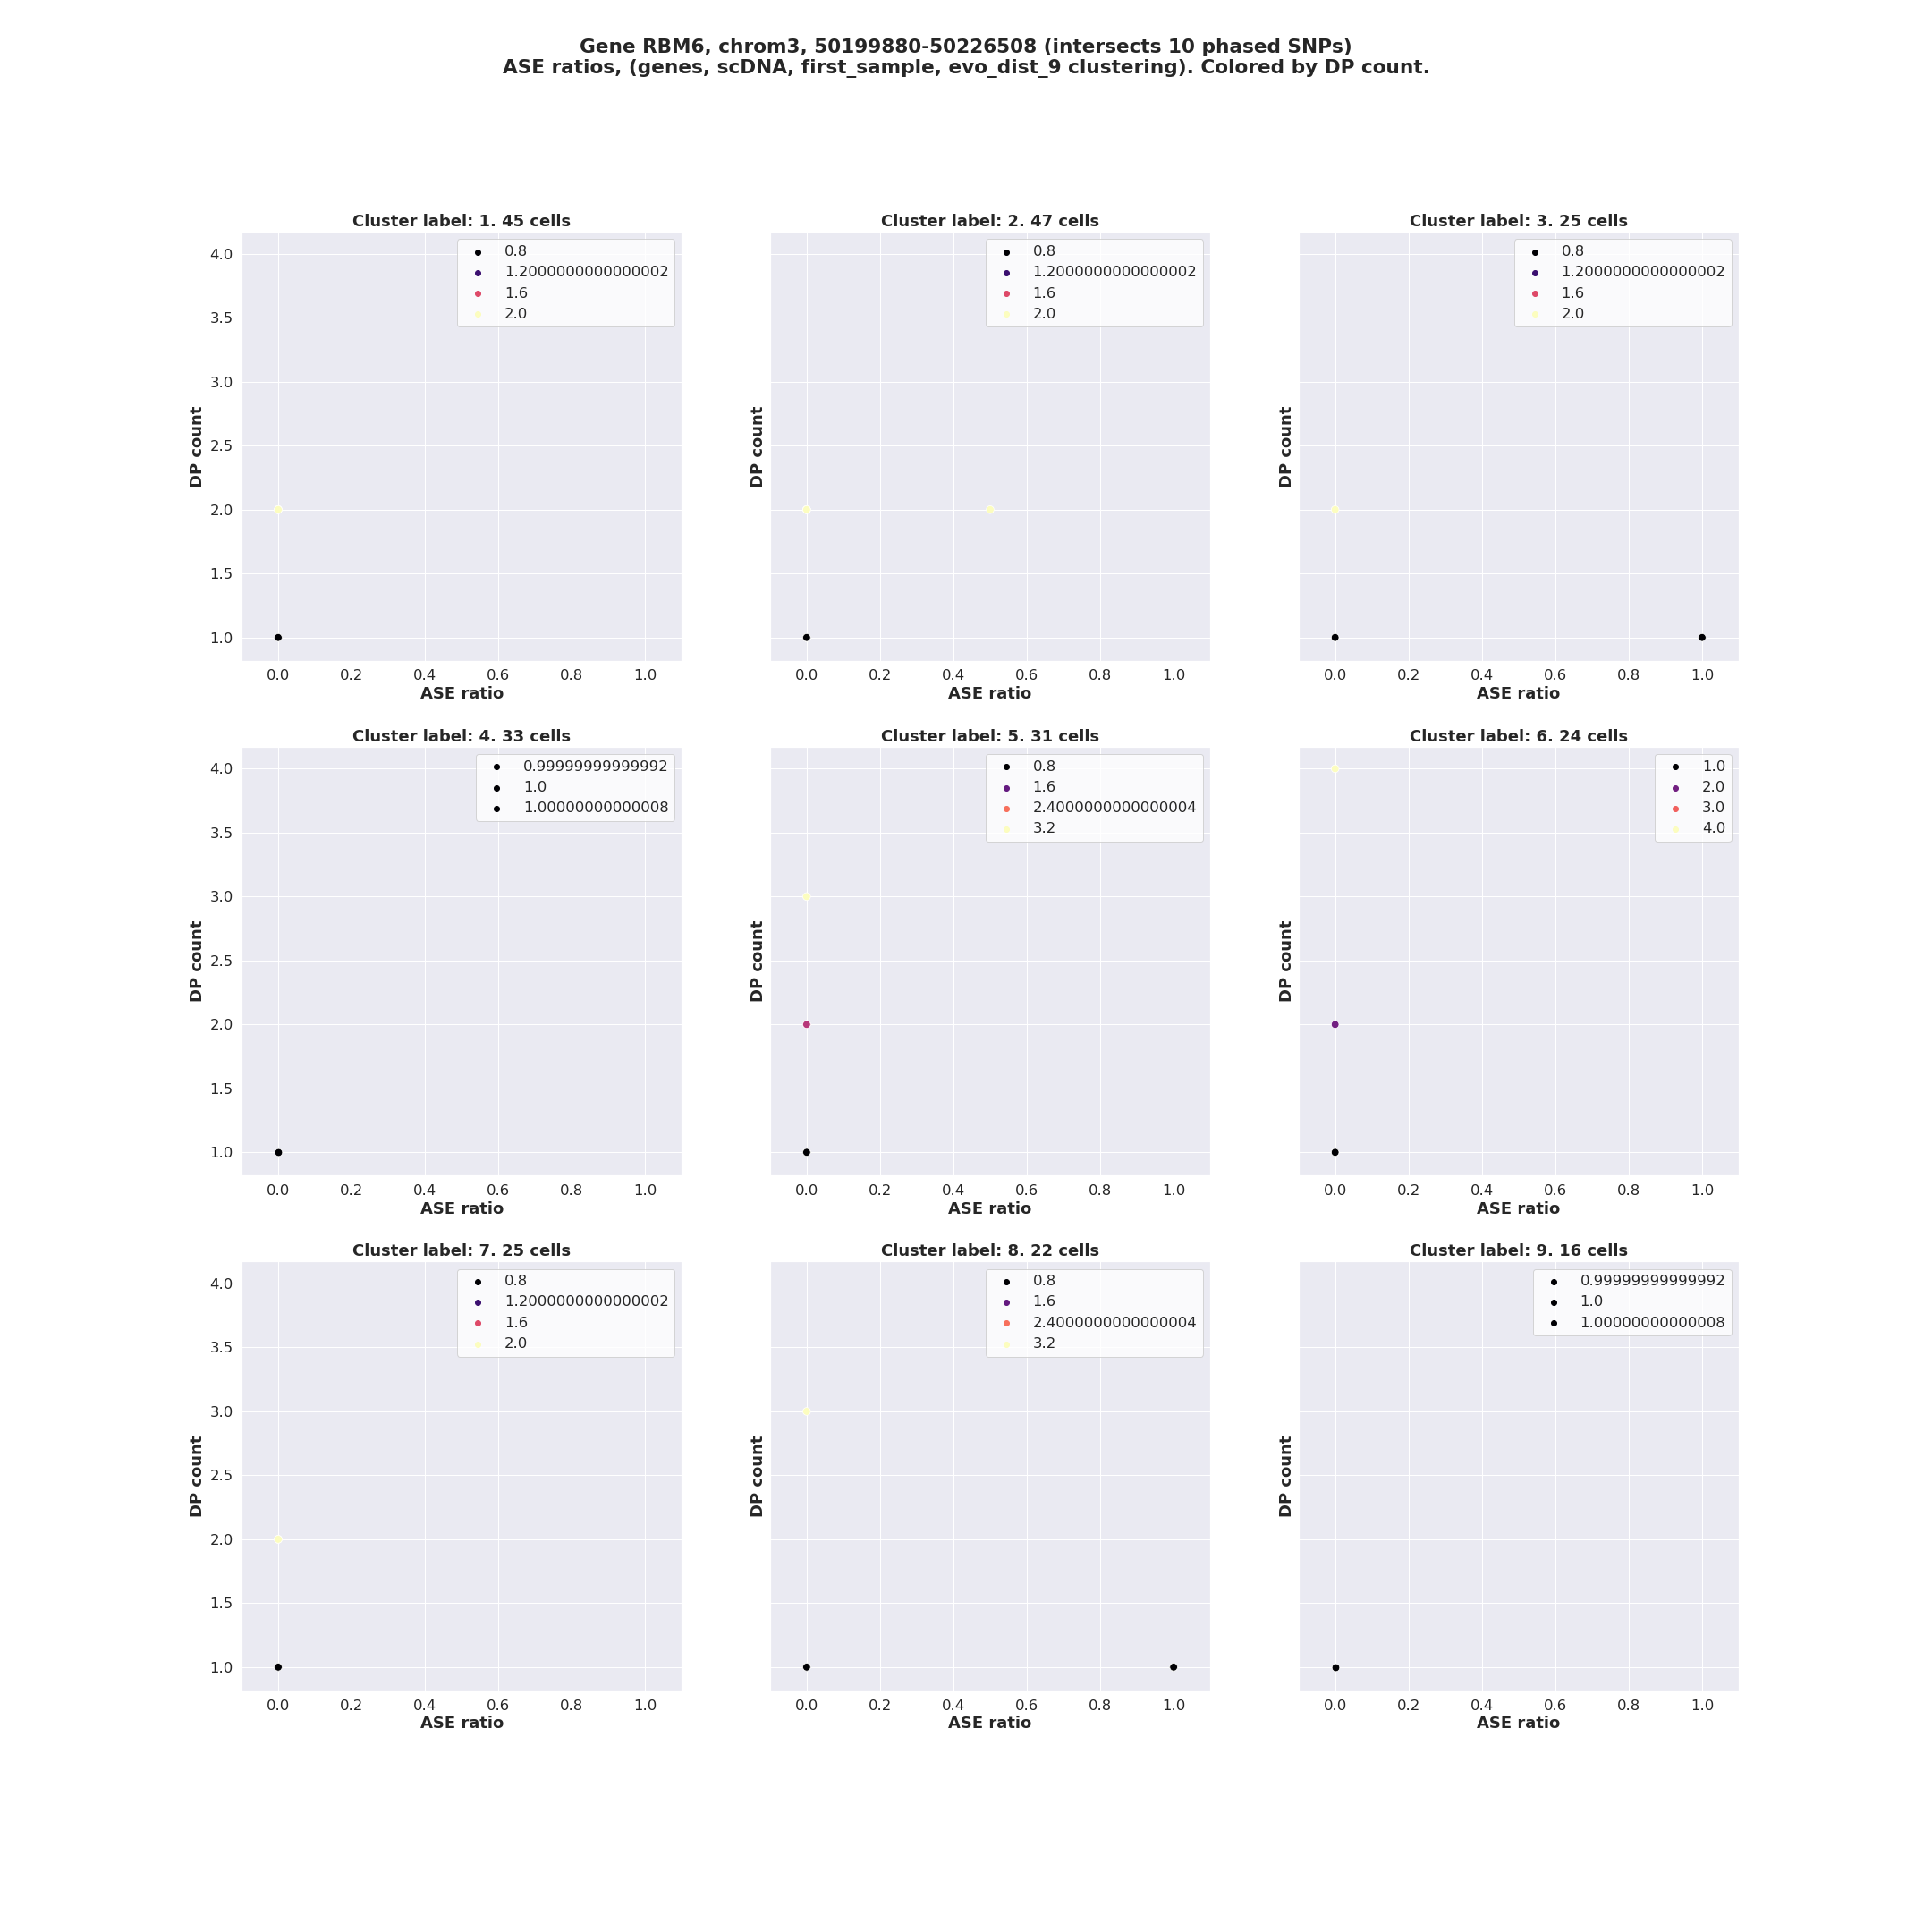 Gene RBM6, chrom3, 50199880-50226508 (intersects 10 phased SNPs)
ASE ratios, (genes, scDNA, first_sample, evo_dist_9 clustering). Colored by DP count.
Cluster label: 1. 45 cells
0.8
1.2000000000000002
1.6
2.0
4.0
3.5
3.0
2.5
2.0
1.5
1.0
DP count
0.0 0.2 0.4 0.6 0.8 1.0
ASE ratio
Cluster label: 2. 47 cells
0.8
1.2000000000000002
1.6
2.0
DP count
0.0 0.2 0.4 0.6 0.8 1.0
ASE ratio
Cluster label: 3. 25 cells
0.8
1.2000000000000002
1.6
2.0
DP count
0.0 0.2 0.4 0.6 0.8 1.0
ASE ratio
Cluster label: 4. 33 cells
0.99999999999992
1.0
1.00000000000008
4.0
3.5
3.0
2.5
2.0
1.5
1.0
DP count
0.0 0.2 0.4 0.6 0.8 1.0
ASE ratio
Cluster label: 5. 31 cells
0.8
1.6
2.4000000000000004
3.2
DP count
0.0 0.2 0.4 0.6 0.8 1.0
ASE ratio
Cluster label: 6. 24 cells
1.0
2.0
3.0
4.0
DP count
0.0 0.2 0.4 0.6 0.8 1.0
ASE ratio
Cluster label: 7. 25 cells
0.8
1.2000000000000002
1.6
2.0
4.0
3.5
3.0
2.5
2.0
1.5
1.0
DP count
0.0 0.2 0.4 0.6 0.8 1.0
ASE ratio
Cluster label: 8. 22 cells
0.8
1.6
2.4000000000000004
3.2
DP count
0.0 0.2 0.4 0.6 0.8 1.0
ASE ratio
Cluster label: 9. 16 cells
0.99999999999992
1.0
1.00000000000008
DP count
0.0 0.2 0.4 0.6 0.8 1.0
ASE ratio